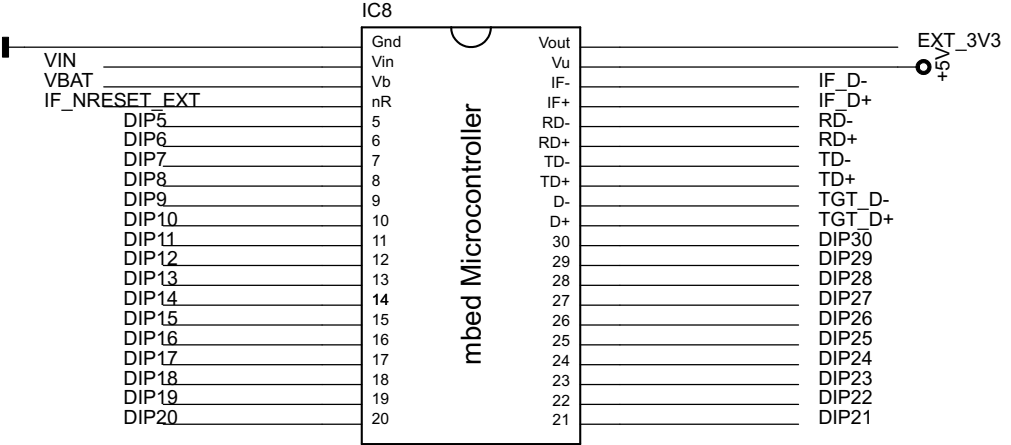 IC8
Gnd Vout EXT_3V3
VIN Vin Vu +5V
VBAT Vb IF- IF_D-
IF_NRESET_EXT nR IF+ IF_D+
DIP5 5 RD- RD-
DIP6 6 RD+ RD+
DIP7 7 TD- TD-
DIP8 8 TD+ TD+
DIP9 9 D- TGT_D-
DIP10 10 D+ TGT_D+
DIP11 11 30 DIP30
DIP12 12 29 DIP29
DIP13 13 28 DIP28
DIP14 14 27 DIP27
DIP15 15 26 DIP26
DIP16 16 25 DIP25
DIP17 17 24 DIP24
DIP18 18 23 DIP23
DIP19 19 22 DIP22
DIP20 20 21 DIP21
mbed Microcontroller